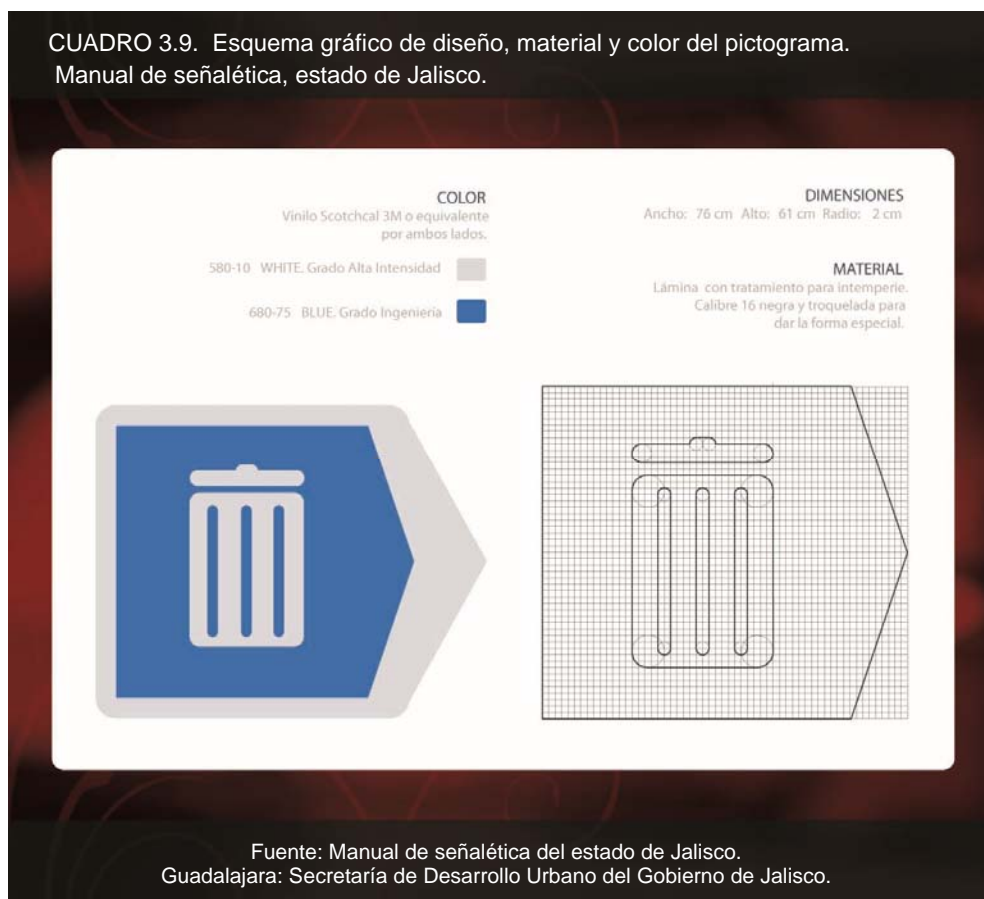 CUADRO 3.9. Esquema gráfico de diseño, material y color del pictograma.
Manual de señalética, estado de Jalisco.
COLOR
Vinilo Scotchcal 3M o equivalente
por ambos lados.
580-10 WHITE. Grado Alta Intensidad
680-75 BLUE. Grado Ingeniería
DIMENSIONES
Ancho: 76 cm Alto: 61 cm Radio: 2 cm
MATERIAL
Lámina con tratamiento para intemperie.
Calibre 16 negra y troquelada para
dar la forma especial.
Fuente: Manual de señalética del estado de Jalisco.
Guadalajara: Secretaría de Desarrollo Urbano del Gobierno de Jalisco.